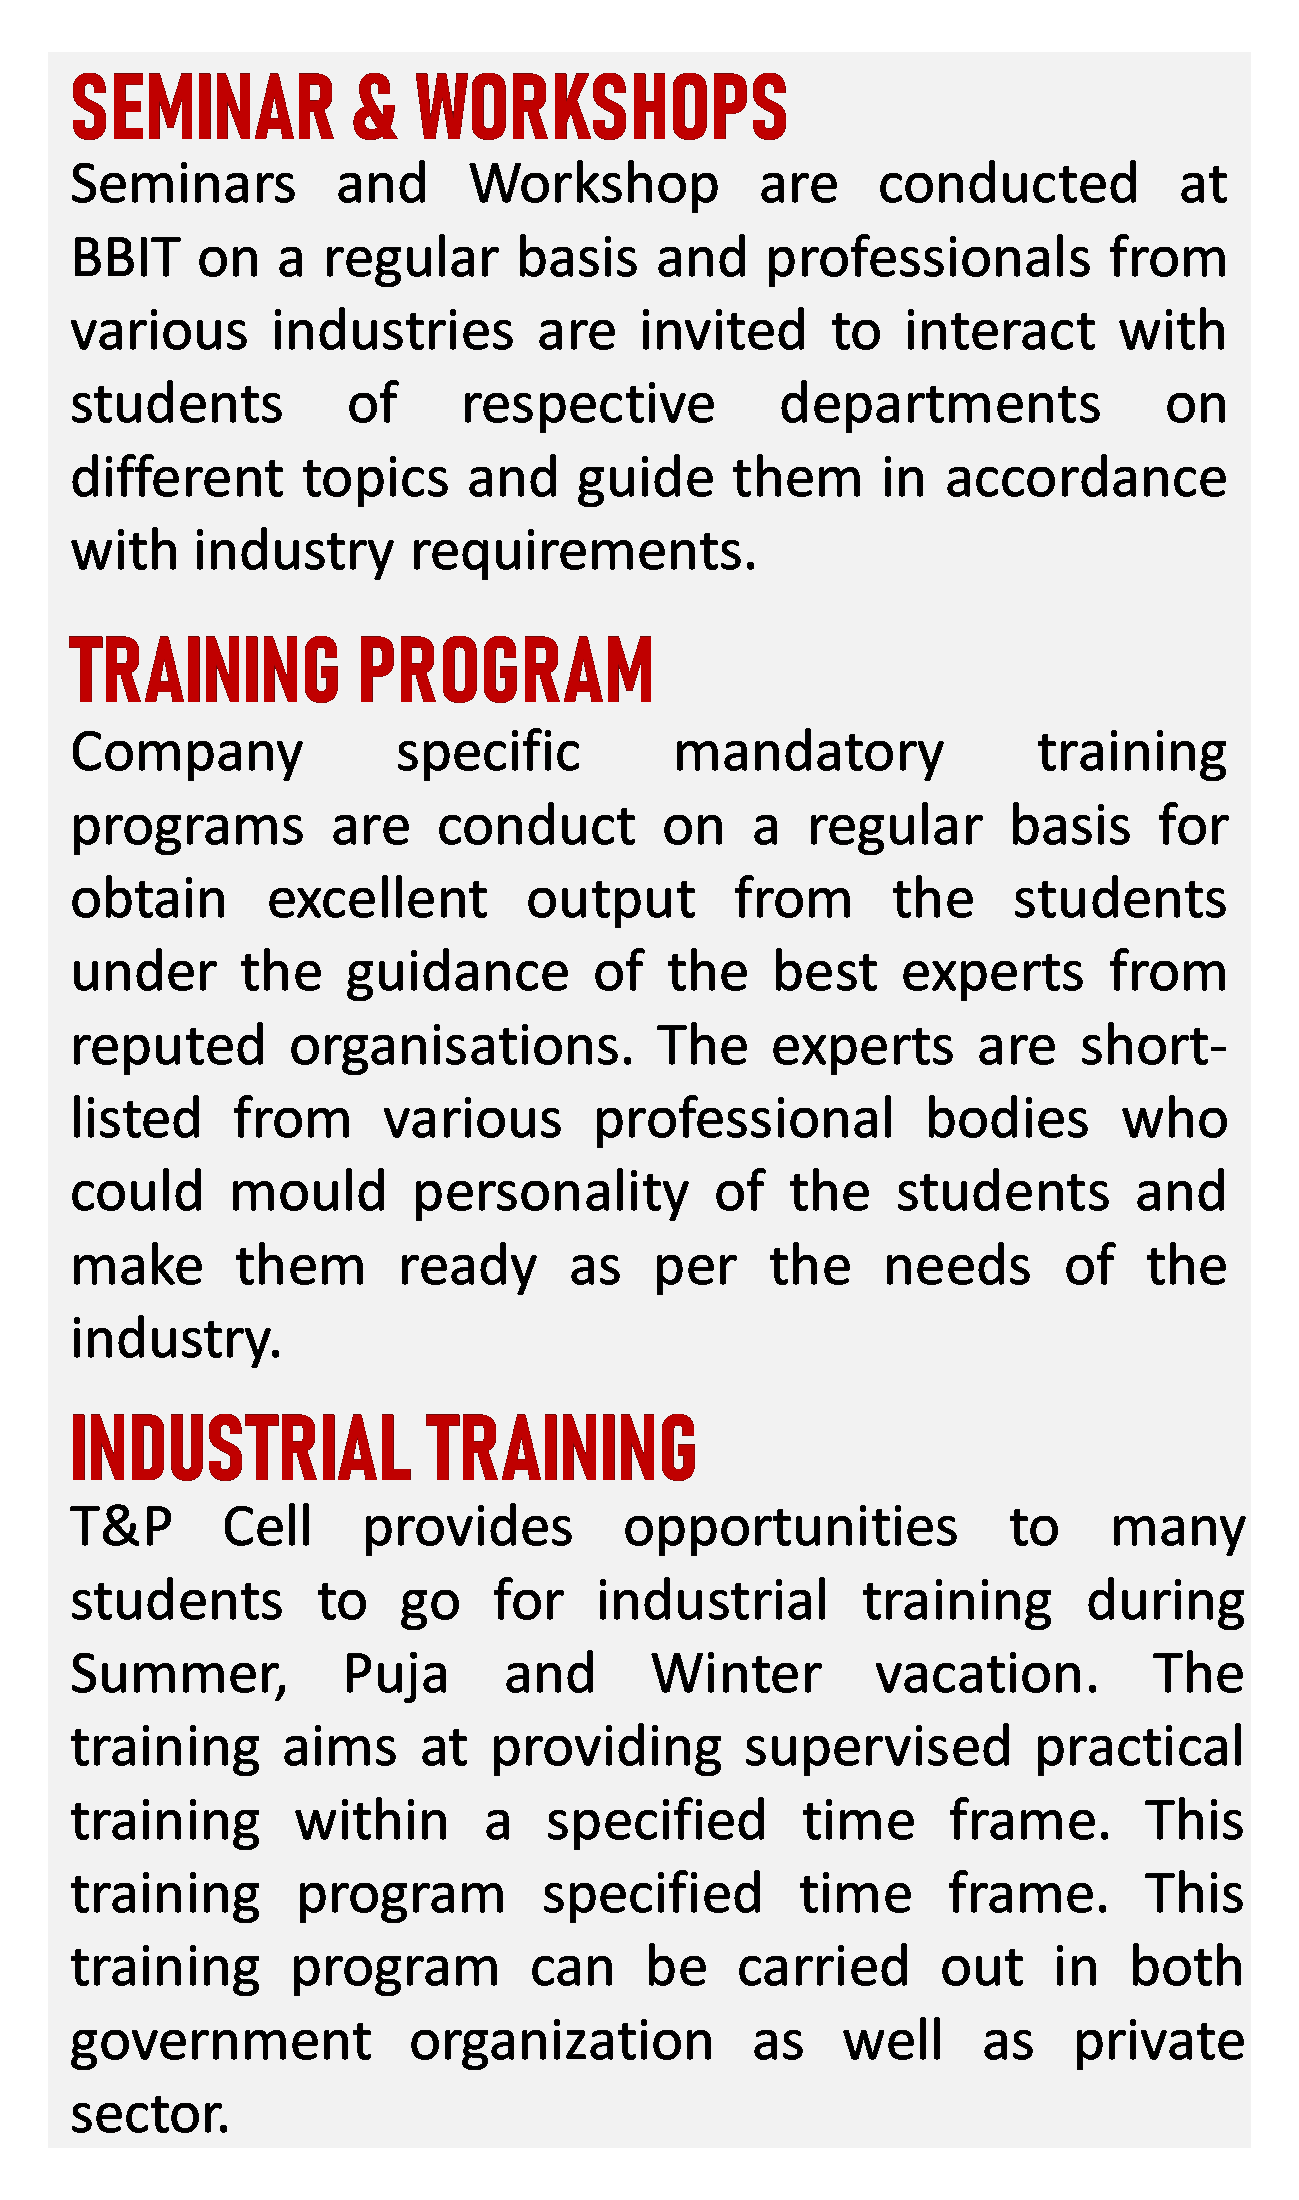 SEMINAR & WORKSHOPS
Seminars and Workshop are conducted at
BBIT on a regular basis and professionals from
various industries are invited to interact with
students of respective departments on
different topics and guide them in accordance
with industry requirements.
TRAINING PROGRAM
Company specific mandatory training
programs are conduct on a regular basis for
obtain excellent output from the students
under the guidance of the best experts from
reputed organisations. The experts are short-
listed from various professional bodies who
could mould personality of the students and
make them ready as per the needs of the
industry.
INDUSTRIAL TRAINING
T&P Cell provides opportunities to many
students to go for industrial training during
Summer, Puja and Winter vacation. The
training aims at providing supervised practical
training within a specified time frame. This
training program specified time frame. This
training program can be carried out in both
government organization as well as private
sector.